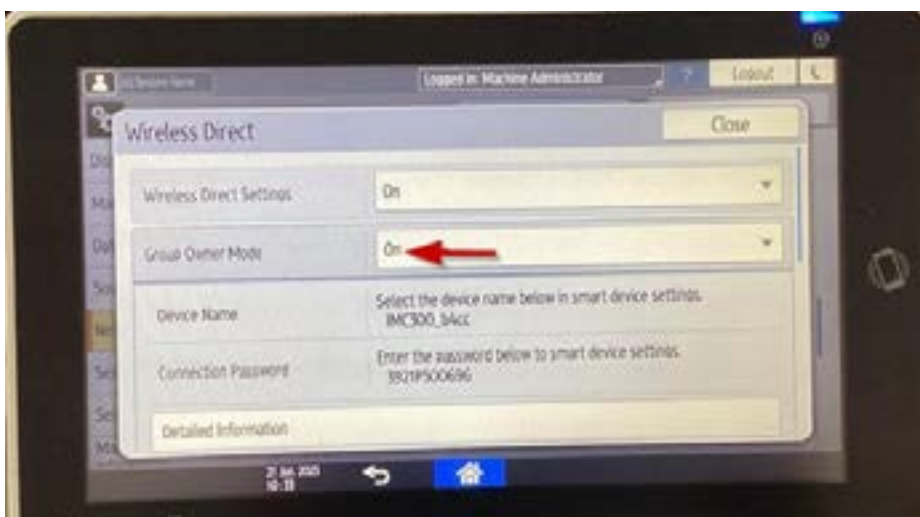 Logged in: Machine Administrator
?
Logout
Wireless Direct
Close
Wireless Direct Settings
On
Group Owner Mode
On
Device Name
Select the device name below in smart device settings.
IMC300_b4cc
Connection Password
Enter the password below to smart device settings.
3921P500696
Detailed Information
2025